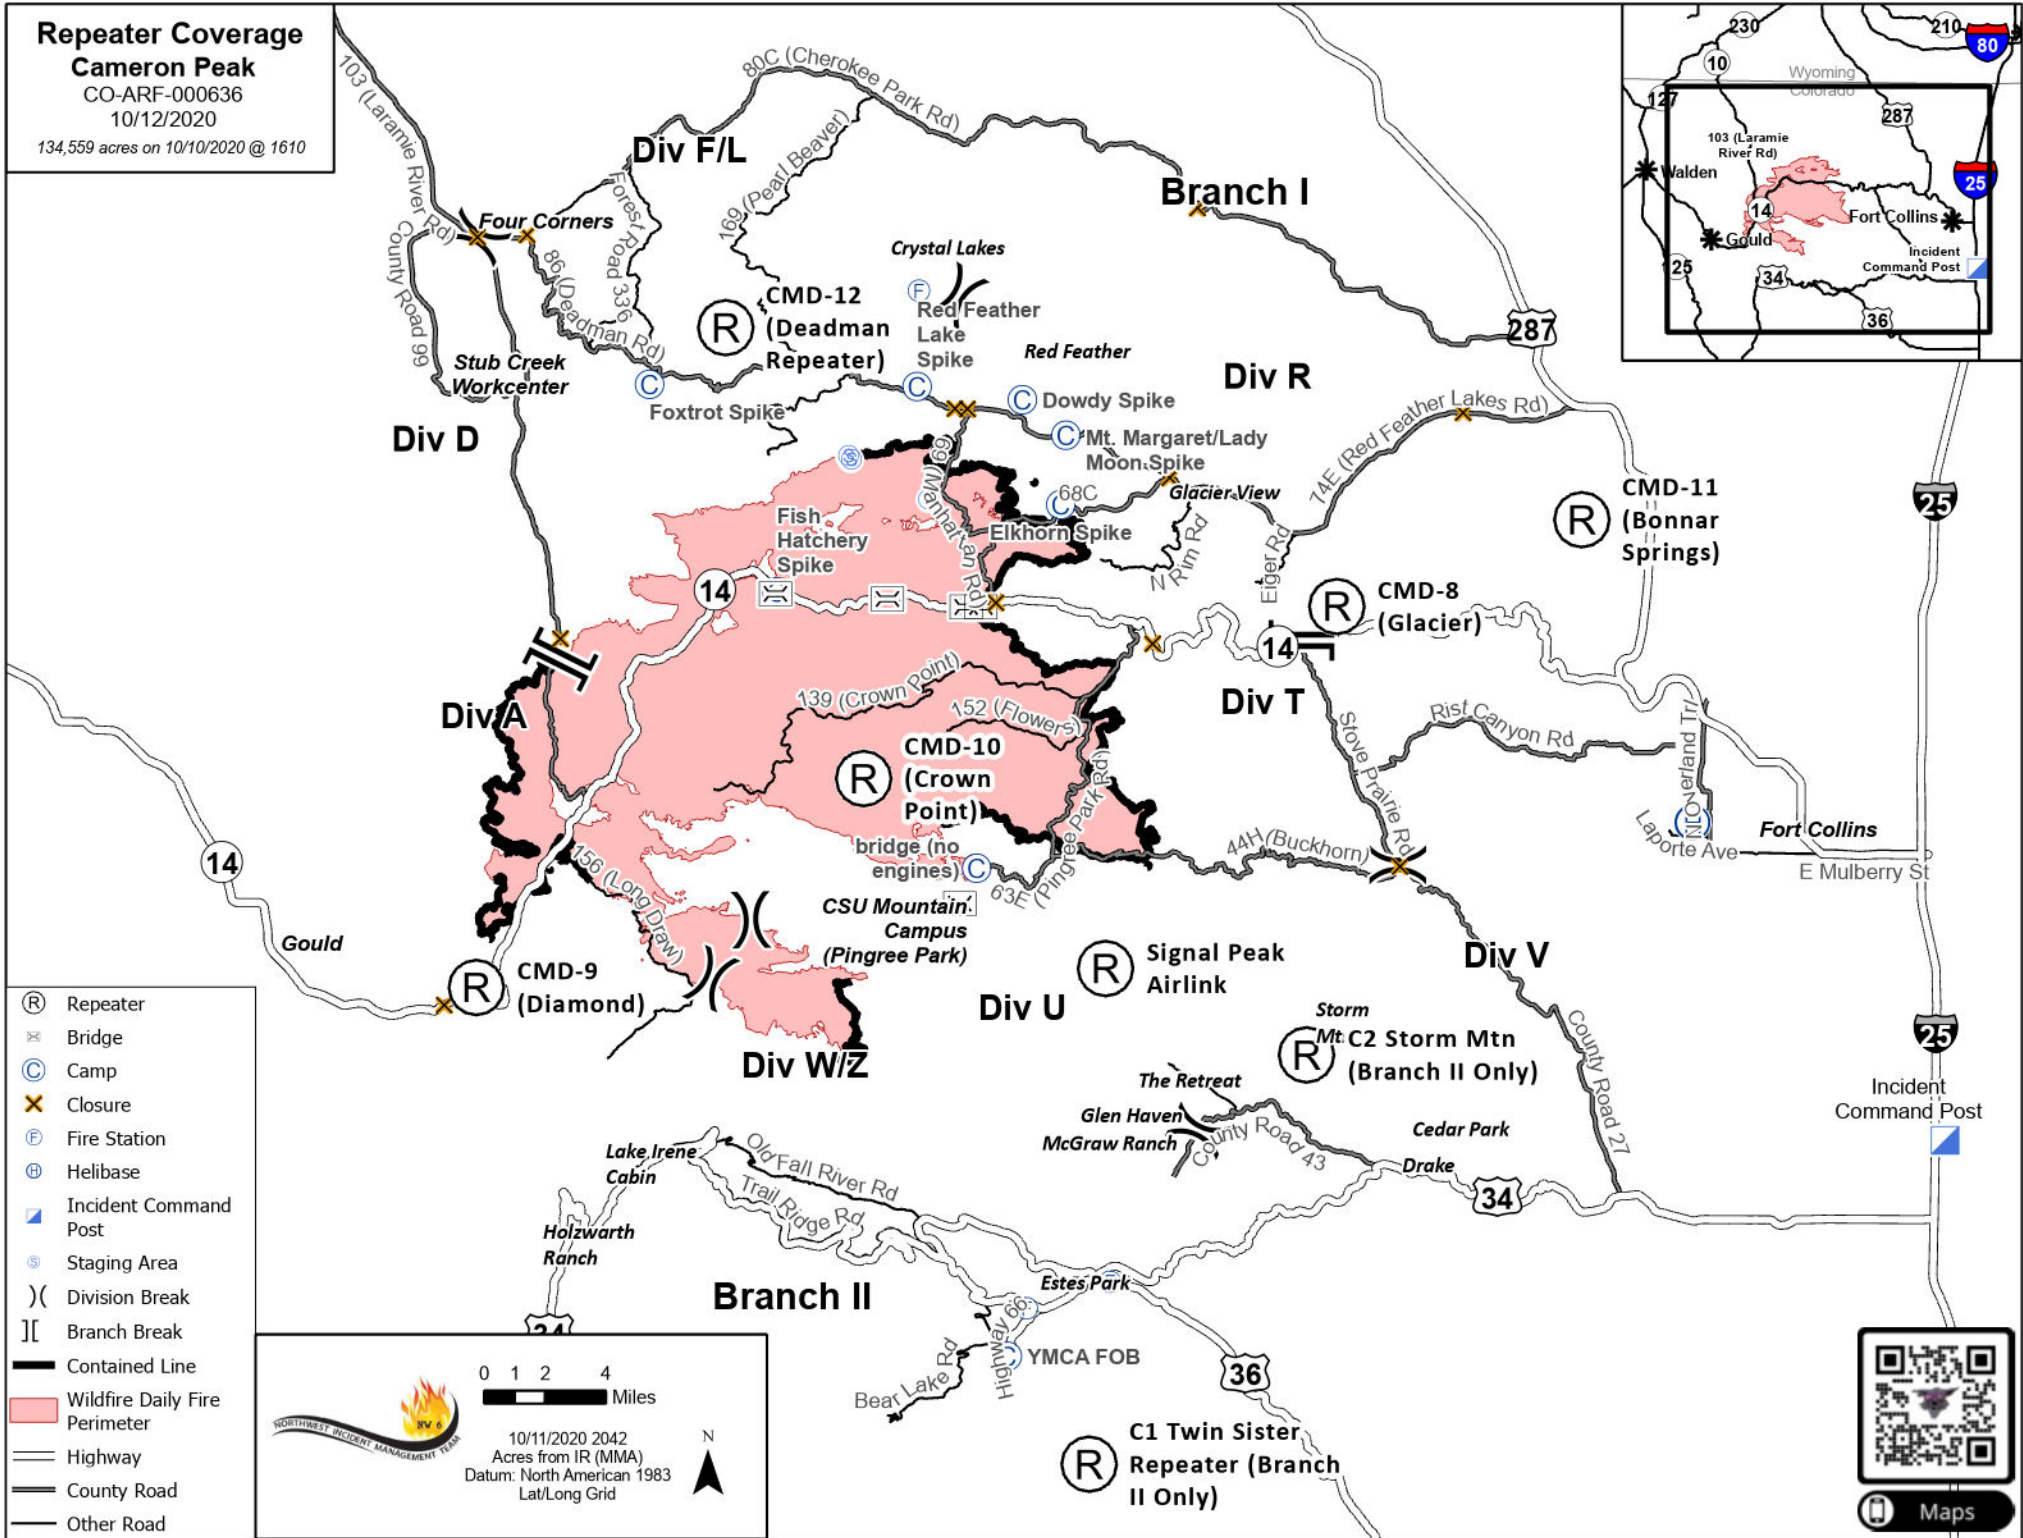 Repeater Coverage
Cameron Peak
CO-ARF-000636
10/12/2020
134,559 acres on 10/10/2020 @ 1610
230
210
80
10
Wyoming
Colorado
127
287
103 (Laramie
River Rd)
Walden
25
14
Fort Collins
Gould
Incident
Command Post
125
34
36
103 (Laramie River Rd)
80C (Cherokee Park Rd)
Div F/L
169 (Pearl Beaver)
Forest Road 336
Branch I
Four Corners
County Road 99
86 (Deadman Rd)
Crystal Lakes
F
Red Feather
Lake
Spike
R
CMD-12
(Deadman
Repeater)
Stub Creek
Workcenter
Red Feather
287
Div R
C
Foxtrot Spike
C
C
Dowdy Spike
C
Mt. Margaret/Lady
Moon Spike
74E (Red Feather Lakes Rd)
Div D
S
69 (Manhattan Rd)
68C
C
Elkhorn Spike
Glacier View
N Rim Rd
Eiger Rd
R
CMD-11
(Bonnar
Springs)
25
Fish
Hatchery
Spike
14
R
CMD-8
(Glacier)
14
Div A
139 (Crown Point)
152 (Flowers)
Div T
Stove Prairie Rd
Rist Canyon Rd
R
CMD-10
(Crown
Point)
63E (Pingree Park Rd)
44H (Buckhorn)
Laporte Ave
Fort Collins
E Mulberry St
14
bridge (no
engines)
C
156 (Long Draw)
CSU Mountain
Campus
(Pingree Park)
Gould
R
CMD-9
(Diamond)
R
Signal Peak
Airlink
Div V
Div U
Div W/Z
Storm
Mt
R
C2 Storm Mtn
(Branch II Only)
25
Incident
Command Post
County Road 27
The Retreat
Glen Haven
McGraw Ranch
County Road 43
Cedar Park
Drake
34
Lake Irene
Cabin
Old Fall River Rd
Trail Ridge Rd
Holzwarth
Ranch
34
Branch II
Estes Park
Highway 66
YMCA FOB
Bear Lake Rd
36
R
C1 Twin Sister
Repeater (Branch
II Only)
R Repeater
Bridge
C Camp
Closure
F Fire Station
H Helibase
Incident Command
Post
S Staging Area
Division Break
Branch Break
Contained Line
Wildfire Daily Fire
Perimeter
Highway
County Road
Other Road
NORTHWEST INCIDENT MANAGEMENT TEAM
NW 6
0 1 2 4
Miles
10/11/2020 2042
Acres from IR (MMA)
Datum: North American 1983
Lat/Long Grid
N
Maps